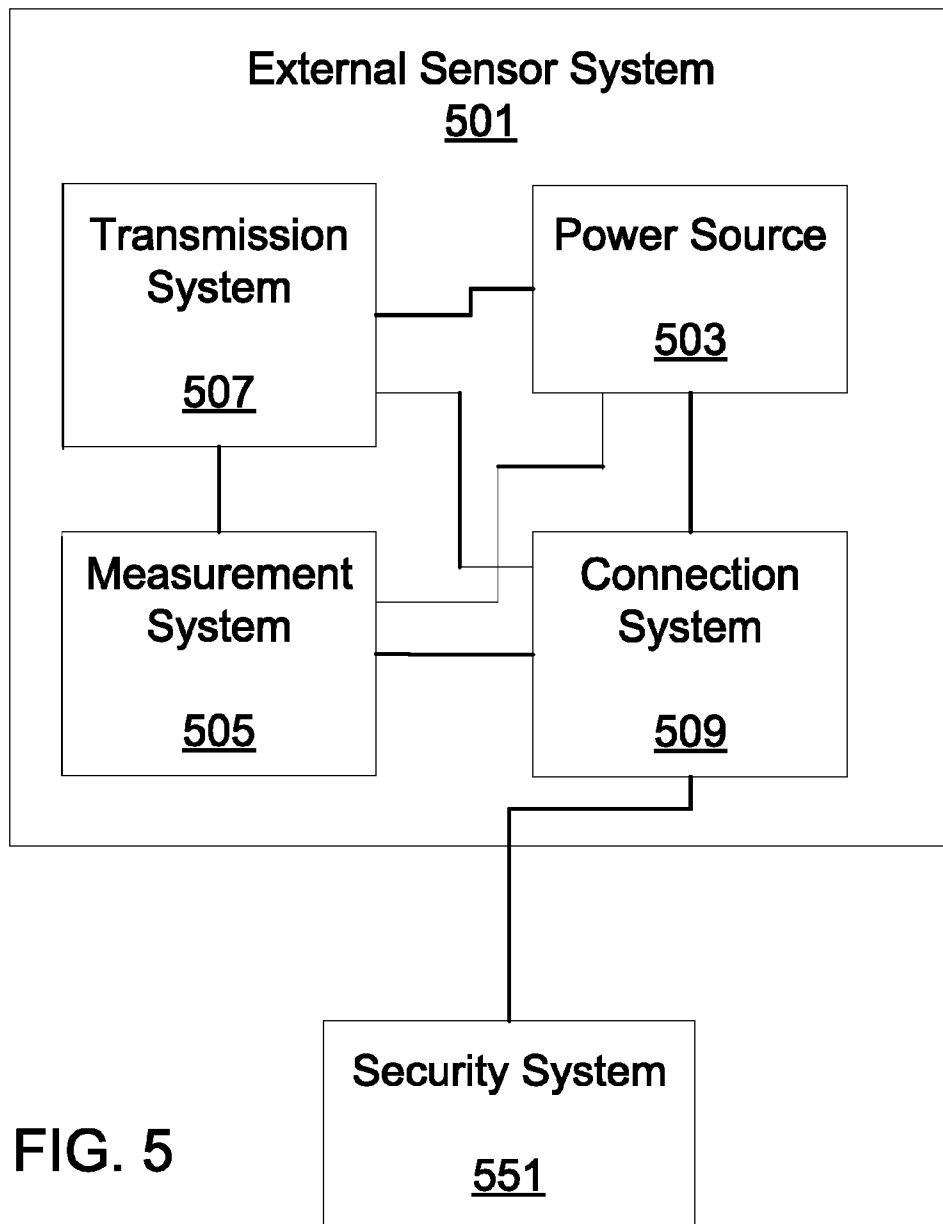 External Sensor System
501
Transmission
System
507
Power Source
503
Measurement
System
505
Connection
System
509
Security System
551
FIG. 5